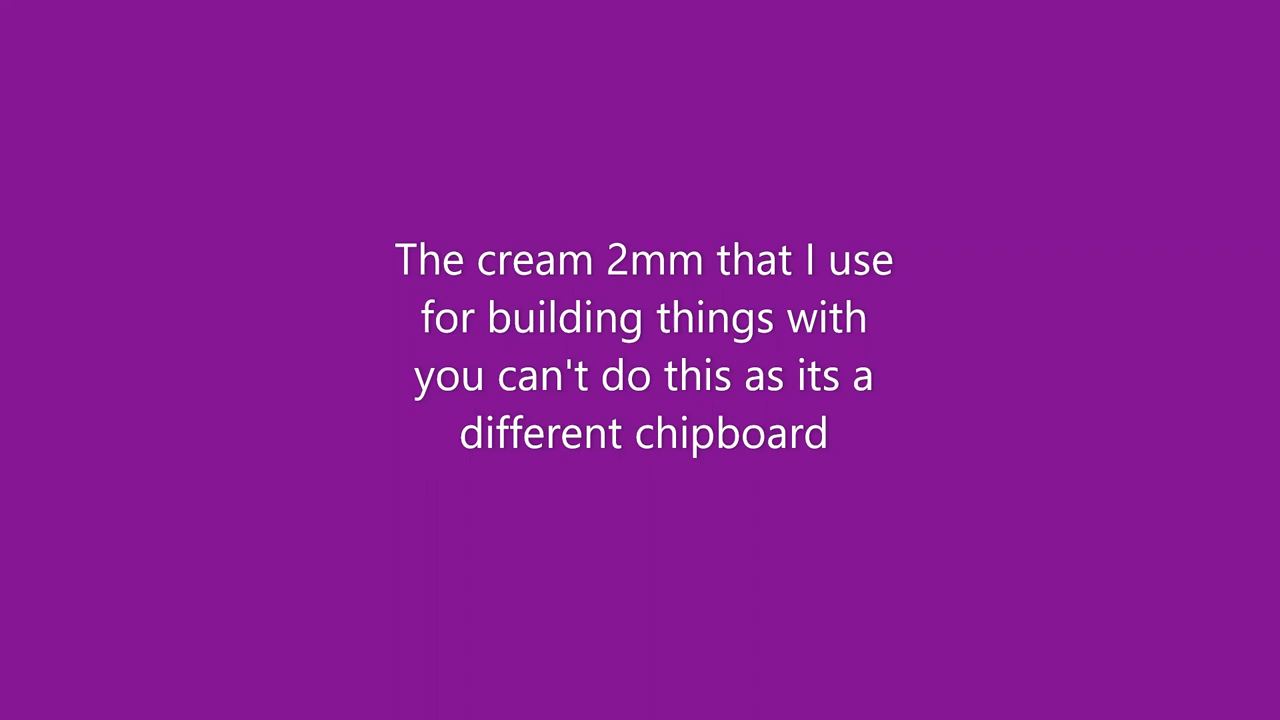 The cream 2mm that I use
for building things with
you can't do this as its a
different chipboard